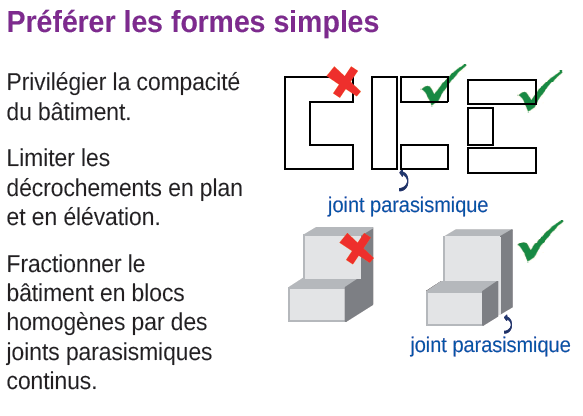 Préférer les formes simples
Privilégier la compacité
du bâtiment.
Limiter les
décrochements en plan
et en élévation.
Fractionner le
bâtiment en blocs
homogènes par des
joints parasismiques
continus.
joint parasismique
joint parasismique